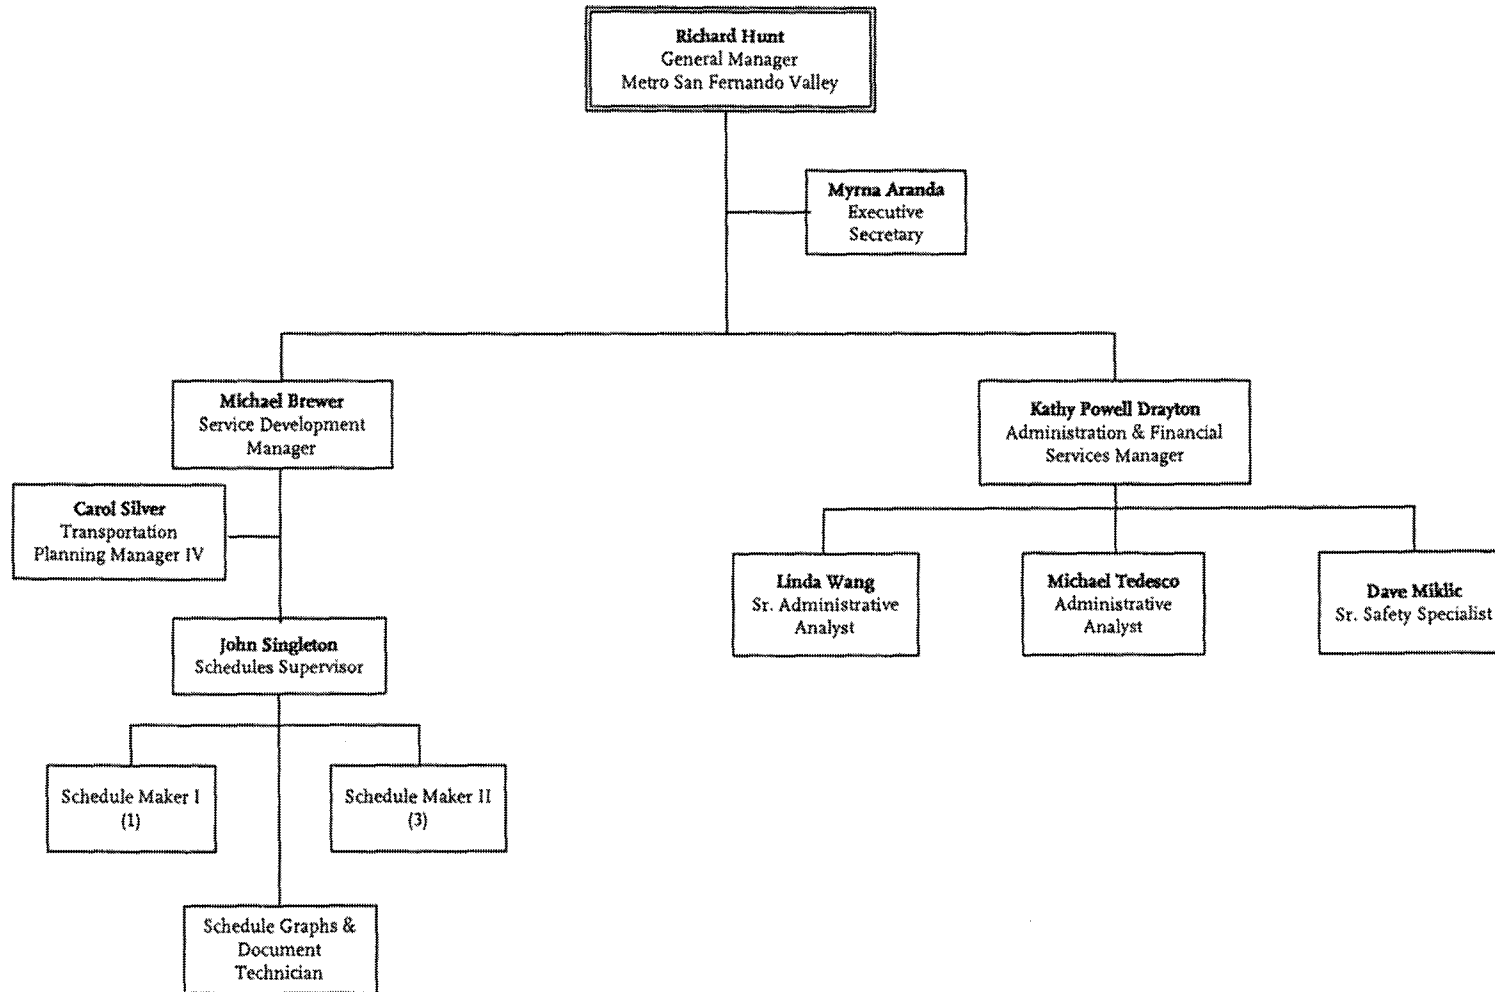 Richard Hunt
General Manager
Metro San Fernando Valley
Myrna Aranda
Executive
Secretary
Michael Brewer
Service Development
Manager
Kathy Powell Drayton
Administration & Financial
Services Manager
Carol Silver
Transportation
Planning Manager IV
Linda Wang
Sr. Administrative
Analyst
Michael Tedesco
Administrative
Analyst
Dave Miklic
Sr. Safety Specialist
John Singleton
Schedules Supervisor
Schedule Maker I
(1)
Schedule Maker II
(3)
Schedule Graphs &
Document
Technician